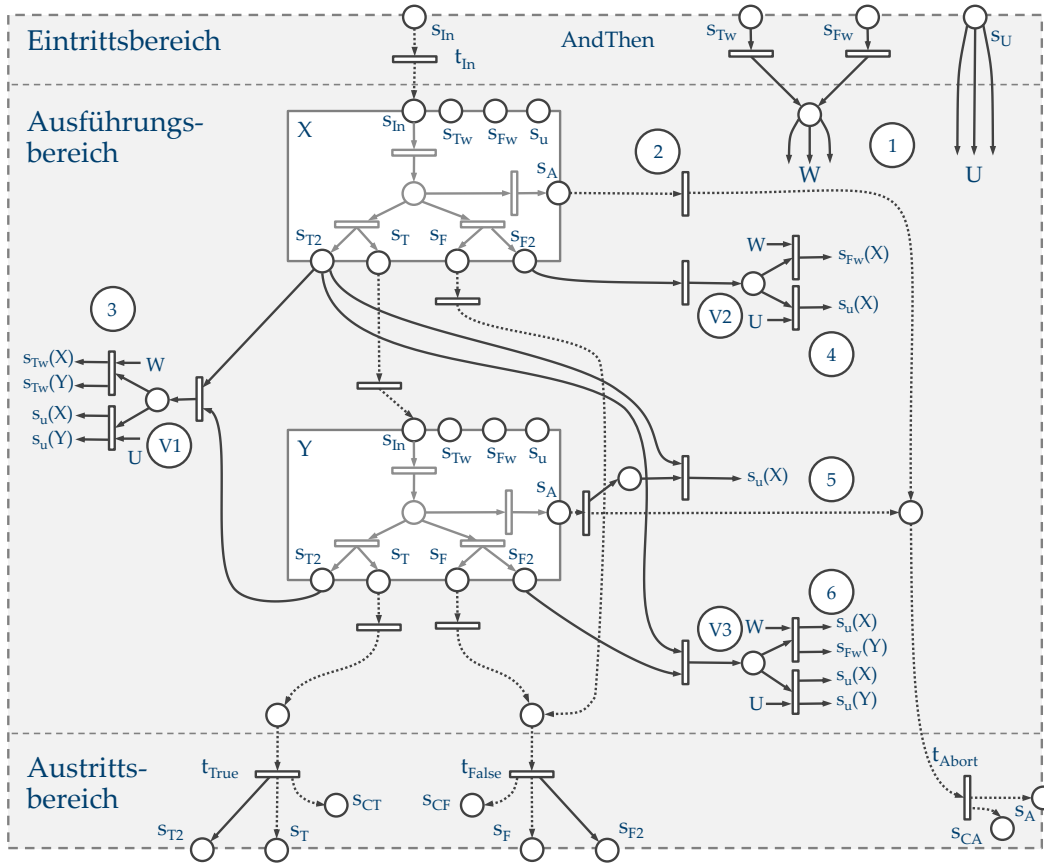 Eintrittsbereich
s_In
t_In
AndThen
s_Tw
s_Fw
s_U
Ausführungs-
bereich
X
s_In
s_Tw
s_Fw
s_u
s_A
2
1
W
U
s_T2
s_T
s_F
s_F2
W
s_Fw(X)
V2
U
s_u(X)
4
3
s_Tw(X)
W
s_Tw(Y)
s_u(X)
s_u(Y)
U
V1
Y
s_In
s_Tw
s_Fw
s_u
s_A
s_u(X)
5
s_T2
s_T
s_F
s_F2
6
V3
W
s_u(X)
s_Fw(Y)
s_u(X)
U
s_u(Y)
Austritts-
bereich
t_True
s_CT
s_T2
s_T
t_False
s_CF
s_F
s_F2
t_Abort
s_A
s_CA